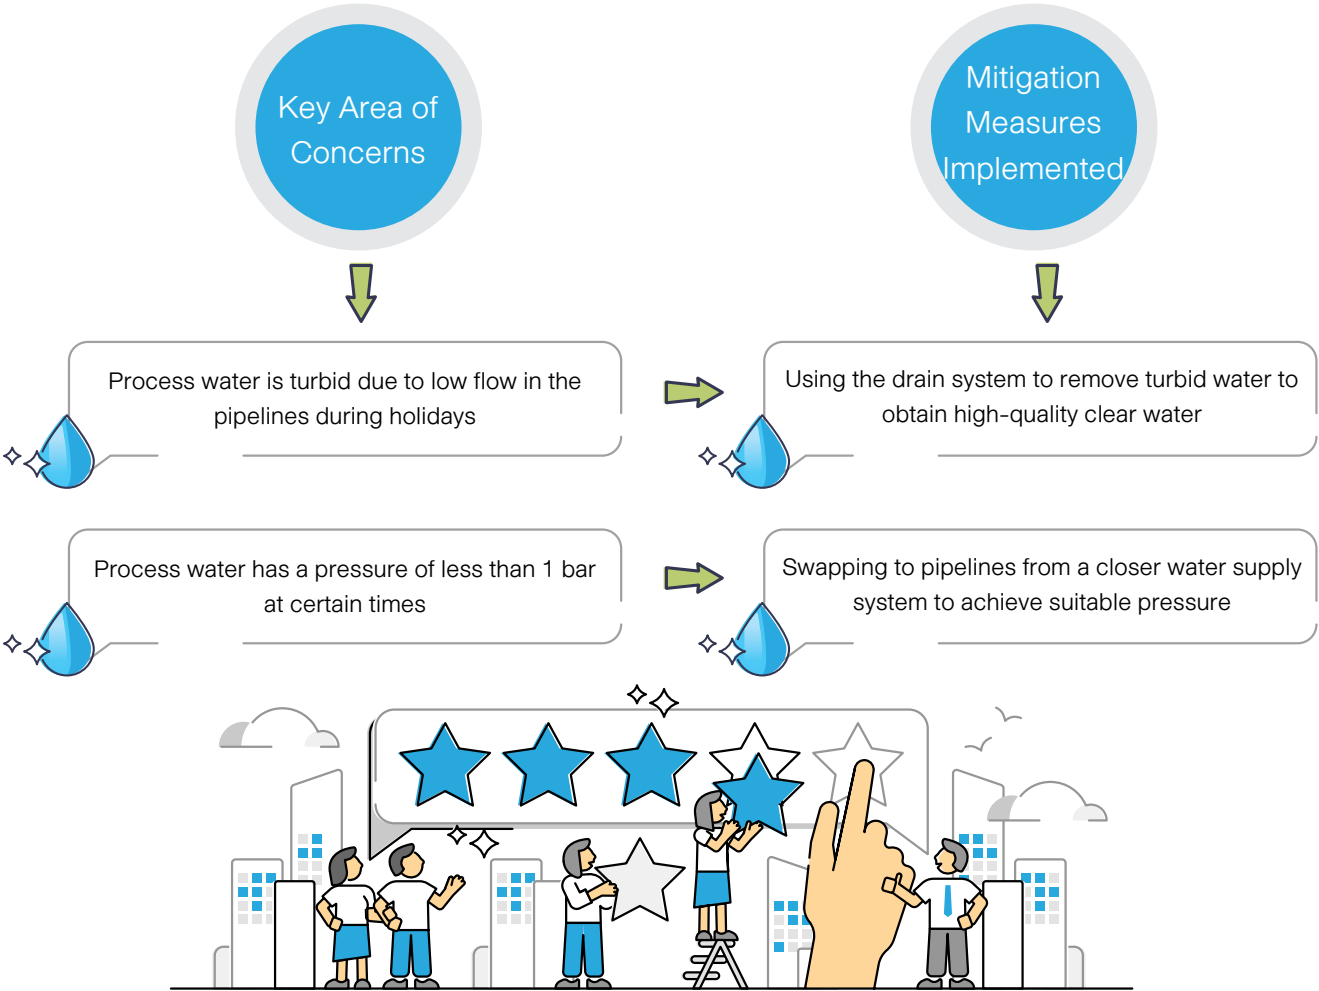 Key Area of
Concerns
Mitigation
Measures
Implemented
Process water is turbid due to low flow in the
pipelines during holidays
Using the drain system to remove turbid water to
obtain high-quality clear water
Process water has a pressure of less than 1 bar
at certain times
Swapping to pipelines from a closer water supply
system to achieve suitable pressure